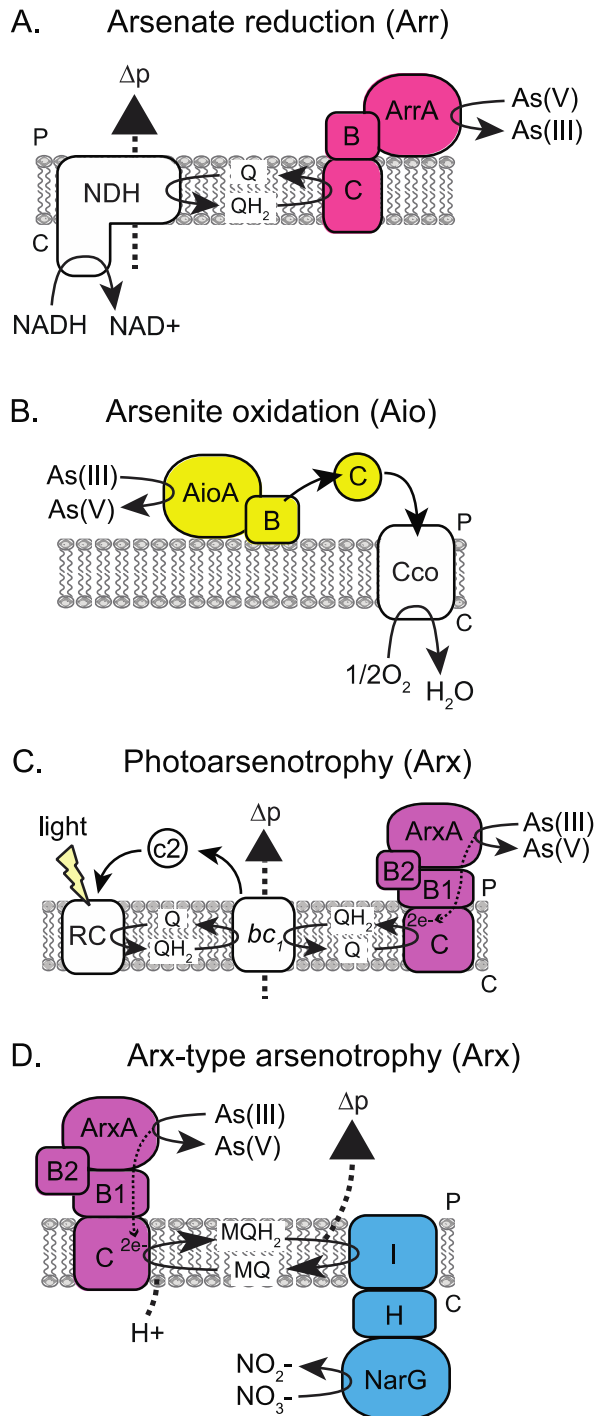 A. Arsenate reduction (Arr)
Δp
ArrA
As(V)
As(III)
P
B
NDH
Q
QH₂
C
C
NADH
NAD+
B. Arsenite oxidation (Aio)
As(III)
As(V)
AioA
B
C
P
Cco
C
1/2O₂
H₂O
C. Photoarsenotrophy (Arx)
light
Δp
c2
ArxA
As(III)
As(V)
B2
B1
P
RC
Q
QH₂
bc₁
QH₂
Q
2e-
C
C
D. Arx-type arsenotrophy (Arx)
ArxA
As(III)
As(V)
Δp
B2
B1
P
C
2e-
MQH₂
MQ
I
H+
C
H
NO₂-
NO₃-
NarG